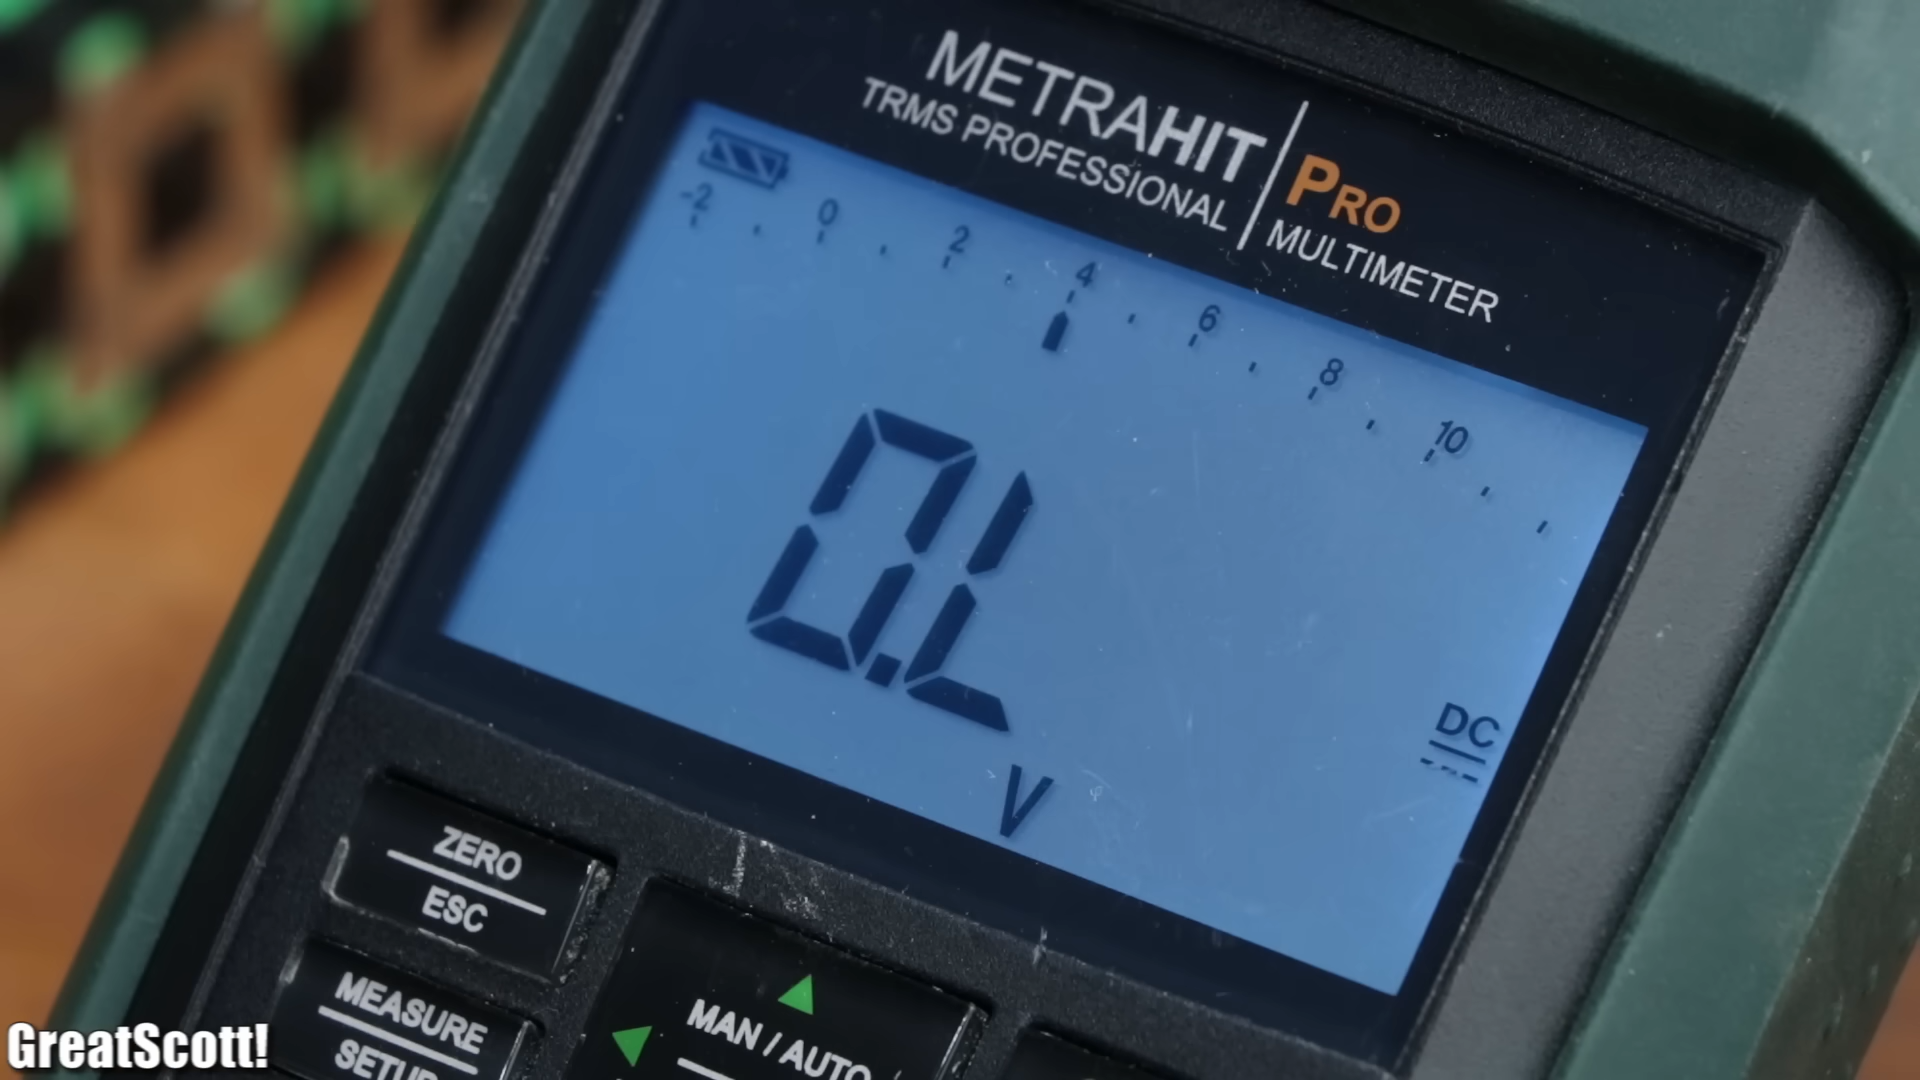 METRAHIT PRO
TRMS PROFESSIONAL MULTIMETER
-2 0 2 4 6 8 10
0.L
DC
V
ZERO
ESC
MEASURE
SETUP
MAN / AUTO
GreatScott!